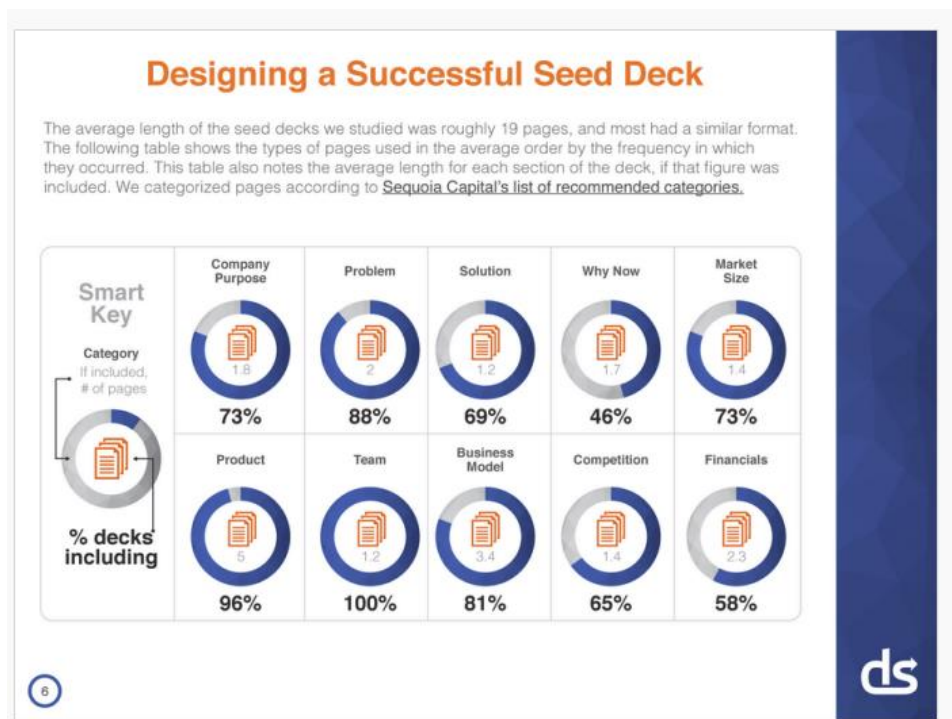 Designing a Successful Seed Deck
The average length of the seed decks we studied was roughly 19 pages, and most had a similar format.
The following table shows the types of pages used in the average order by the frequency in which
they occurred. This table also notes the average length for each section of the deck, if that figure was
included. We categorized pages according to Sequoia Capital's list of recommended categories.
Smart
Key
Category
If included,
# of pages
% decks
including
Company
Purpose
1.8
73%
Problem
2
88%
Solution
1.2
69%
Why Now
1.7
46%
Market
Size
1.4
73%
Product
5
96%
Team
1.2
100%
Business
Model
3.4
81%
Competition
1.4
65%
Financials
2.3
58%
6
ds